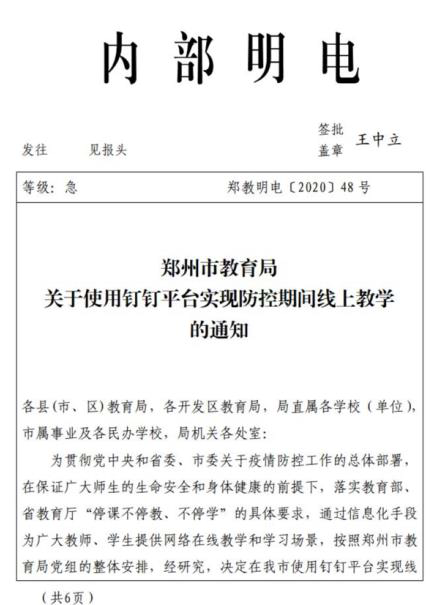 内部明电
签批
发往 见报头 盖章 王中立
等级：急 郑教明电〔2020〕48 号
郑州市教育局
关于使用钉钉平台实现防控期间线上教学
的通知
各县(市、区)教育局，各开发区教育局，局直属各学校（单位），
市属事业及各民办学校，局机关各处室：
为贯彻党中央和省委、市委关于疫情防控工作的总体部署，
在保证广大师生的生命安全和身体健康的前提下，落实教育部、
省教育厅“停课不停教、不停学”的具体要求，通过信息化手段
为广大教师、学生提供网络在线教学和学习场景，按照郑州市教
育局党组的整体安排，经研究，决定在我市使用钉钉平台实现线
（共6页）